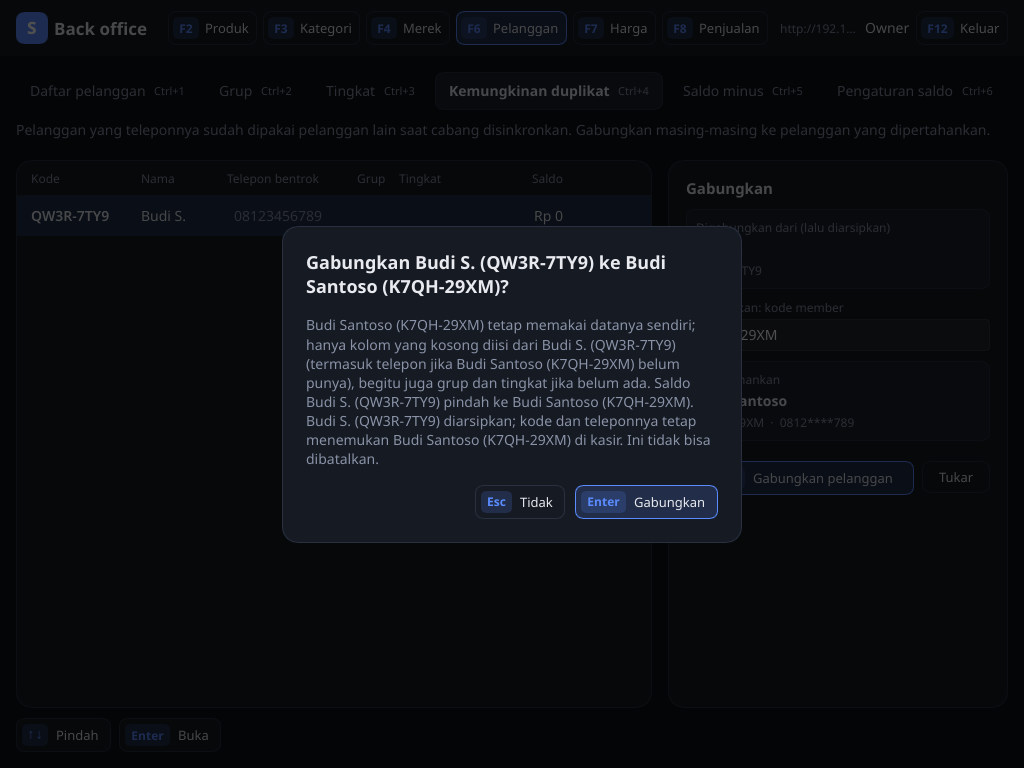 S Back office F2 Produk F3 Kategori F4 Merek F6 Pelanggan F7 Harga F8 Penjualan http://192.1... Owner F12 Keluar
Daftar pelanggan Ctrl+1 Grup Ctrl+2 Tingkat Ctrl+3 Kemungkinan duplikat Ctrl+4 Saldo minus Ctrl+5 Pengaturan saldo Ctrl+6
Pelanggan yang teleponnya sudah dipakai pelanggan lain saat cabang disinkronkan. Gabungkan masing-masing ke pelanggan yang dipertahankan.
Kode Nama Telepon bentrok Grup Tingkat Saldo
QW3R-7TY9 Budi S. 08123456789 Rp 0
Gabungkan
(lalu diarsipkan)
kode member
Gabungkan Budi S. (QW3R-7TY9) ke Budi
Santoso (K7QH-29XM)?
Budi Santoso (K7QH-29XM) tetap memakai datanya sendiri;
hanya kolom yang kosong diisi dari Budi S. (QW3R-7TY9)
(termasuk telepon jika Budi Santoso (K7QH-29XM) belum
punya), begitu juga grup dan tingkat jika belum ada. Saldo
Budi S. (QW3R-7TY9) pindah ke Budi Santoso (K7QH-29XM).
Budi S. (QW3R-7TY9) diarsipkan; kode dan teleponnya tetap
menemukan Budi Santoso (K7QH-29XM) di kasir. Ini tidak bisa
dibatalkan.
Esc Tidak Enter Gabungkan
0812****789
Gabungkan pelanggan Tukar
↑↓ Pindah Enter Buka